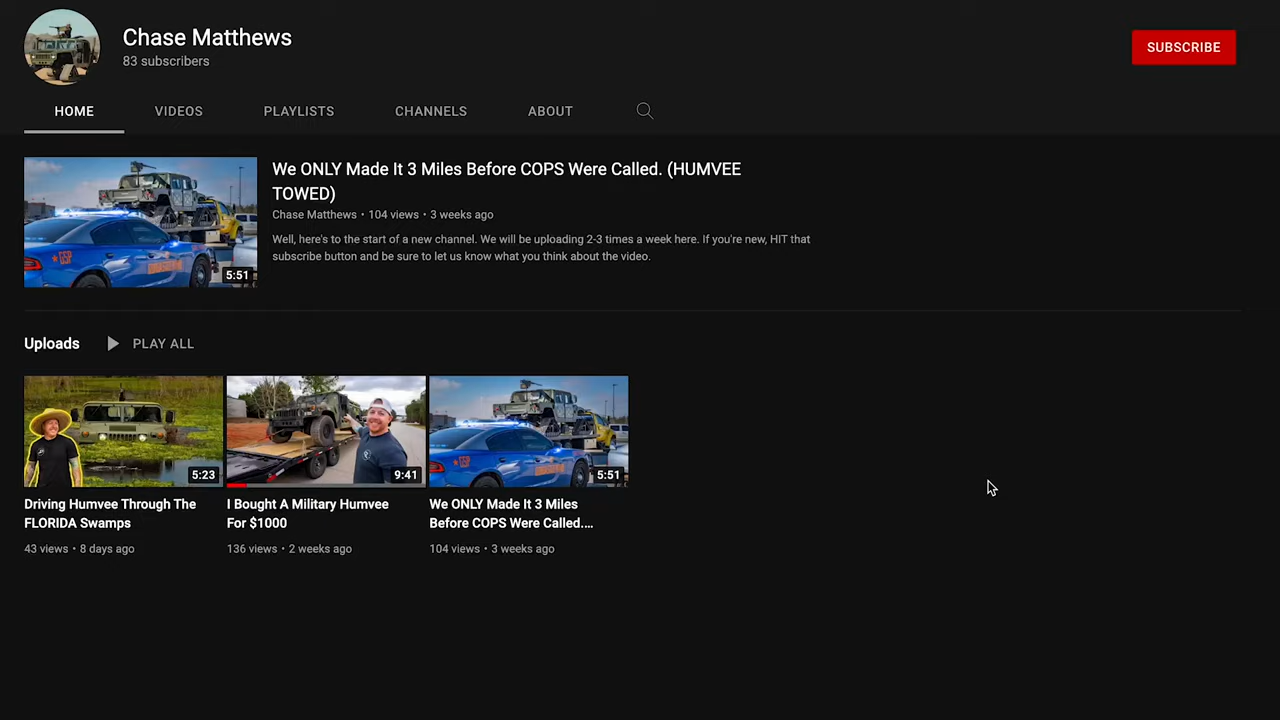 Chase Matthews
83 subscribers
SUBSCRIBE
HOME VIDEOS PLAYLISTS CHANNELS ABOUT
We ONLY Made It 3 Miles Before COPS Were Called. (HUMVEE
TOWED)
Chase Matthews • 104 views • 3 weeks ago
Well, here's to the start of a new channel. We will be uploading 2-3 times a week here. If you're new, HIT that
subscribe button and be sure to let us know what you think about the video.
5:51
Uploads PLAY ALL
5:23
Driving Humvee Through The
FLORIDA Swamps
43 views • 8 days ago
9:41
I Bought A Military Humvee
For $1000
136 views • 2 weeks ago
5:51
We ONLY Made It 3 Miles
Before COPS Were Called....
104 views • 3 weeks ago